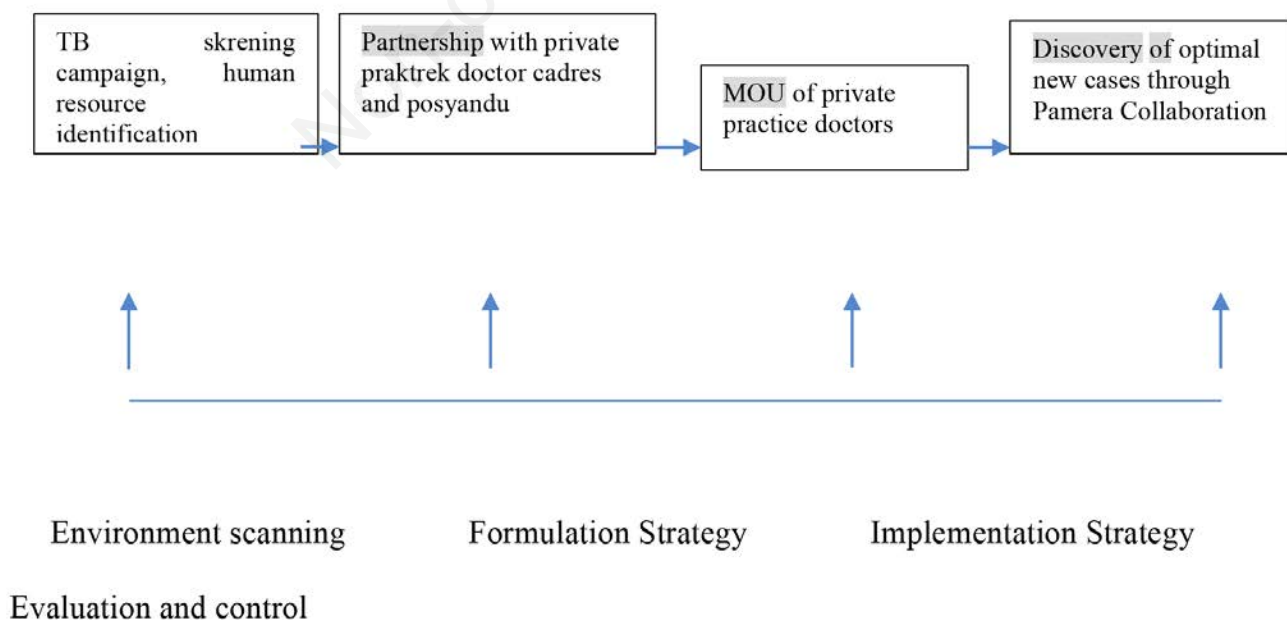 TB skrening
campaign, human
resource
identification
Partnership with private
praktrek doctor cadres
and posyandu
MOU of private
practice doctors
Discovery of optimal
new cases through
Pamera Collaboration
Environment scanning
Formulation Strategy
Implementation Strategy
Evaluation and control